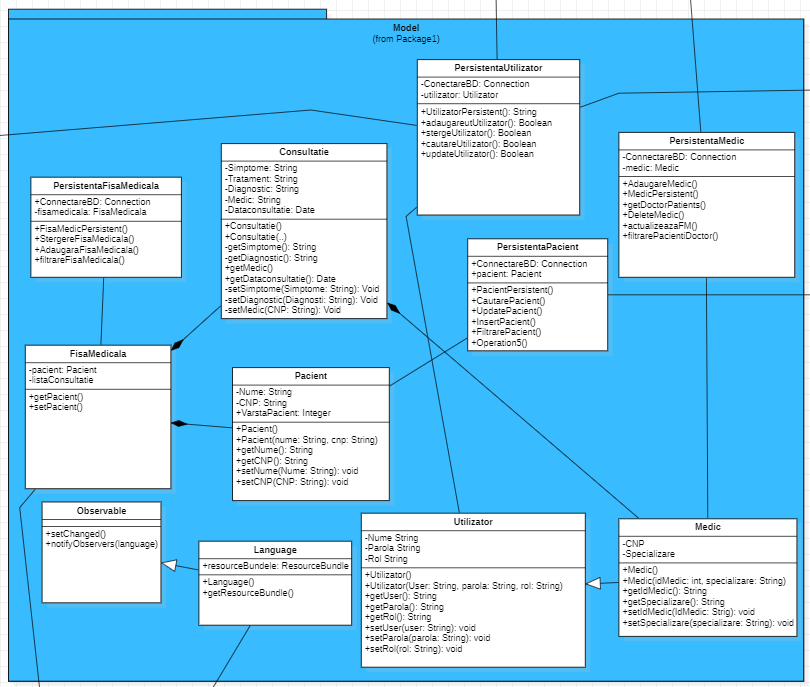 Model
(from Package1)
PersistentaUtilizator
-ConectareBD: Connection
-utilizator: Utilizator
+UtilizatorPersistent(): String
+adaugareutUtilizator(): Boolean
+stergeUtilizator(): Boolean
+cautareUtilizator(): Boolean
+updateUtilizator(): Boolean
PersistentaMedic
-ConnectareBD: Connection
-medic: Medic
+AdaugareMedic()
+MedicPersistent()
+getDoctorPatients()
+DeleteMedic()
+actualizeazaFM()
+filtrarePacientiDoctor()
Consultatie
-Simptome: String
-Tratament: String
-Diagnostic: String
-Medic: String
-Dataconsultatie: Date
+Consultatie()
+Consultatie(..)
-getSimptome(): String
-getDiagnostic(): String
+getMedic()
+getDataconsultatie(): Date
-setSimptome(Simptome: String): Void
-setDiagnostic(Diagnosti: String): Void
-setMedic(CNP: String): Void
PersistentaFisaMedicala
+ConectareBD: Connection
-fisamedicala: FisaMedicala
+FisaMedicPersistent()
+StergereFisaMedicala()
+AdaugaraFisaMedicala()
+filtrareFisaMedicala()
PersistentaPacient
+ConnectareBD: Connection
+pacient: Pacient
+PacientPersistent()
+CautarePacient()
+UpdatePacient()
+InsertPacient()
+FiltrarePacient()
+Operation5()
FisaMedicala
-pacient: Pacient
-listaConsultatie
+getPacient()
+setPacient()
Pacient
-Nume: String
-CNP: String
+VarstaPacient: Integer
+Pacient()
+Pacient(nume: String, cnp: String)
+getNume(): String
+getCNP(): String
+setNume(Nume: String): void
+setCNP(CNP: String): void
Observable
+setChanged()
+notifyObservers(language)
Language
+resourceBundele: ResourceBundle
+Language()
+getResourceBundle()
Utilizator
-Nume String
-Parola String
-Rol String
+Utilizator()
+Utilizator(User: String, parola: String, rol: String)
+getUser(): String
+getParola(): String
+getRol(): String
+setUser(user: String): void
+setParola(parola: String): void
+setRol(rol: String): void
Medic
-CNP
-Specializare
+Medic()
+Medic(idMedic: int, specializare: String)
+getIdMedic(): String
+getSpecializare(): String
+setIdMedic(IdMedic: Strig): void
+setSpecializare(specializare: String): void